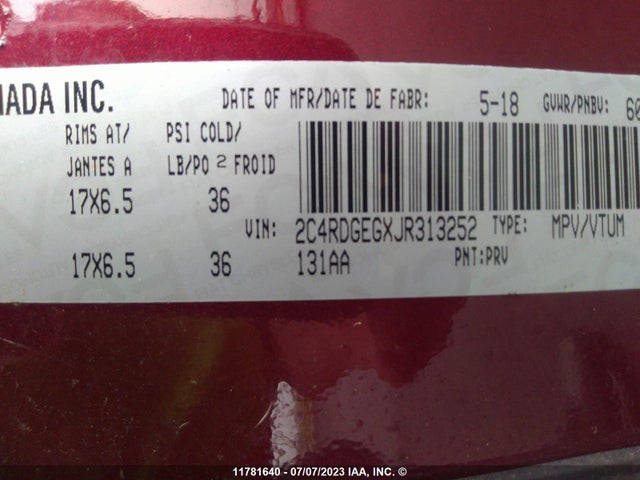 NADA INC.
DATE OF MFR/DATE DE FABR: 5-18 GVWR/PNBV: 60
RIMS AT/ PSI COLD/
JANTES A LB/PO 2 FROID
17X6.5 36
VIN: 2C4RDGEGXJR313252 TYPE: MPV/VTUM
17X6.5 36 131AA PNT:PRV
11781640 - 07/07/2023 IAA, INC. ©